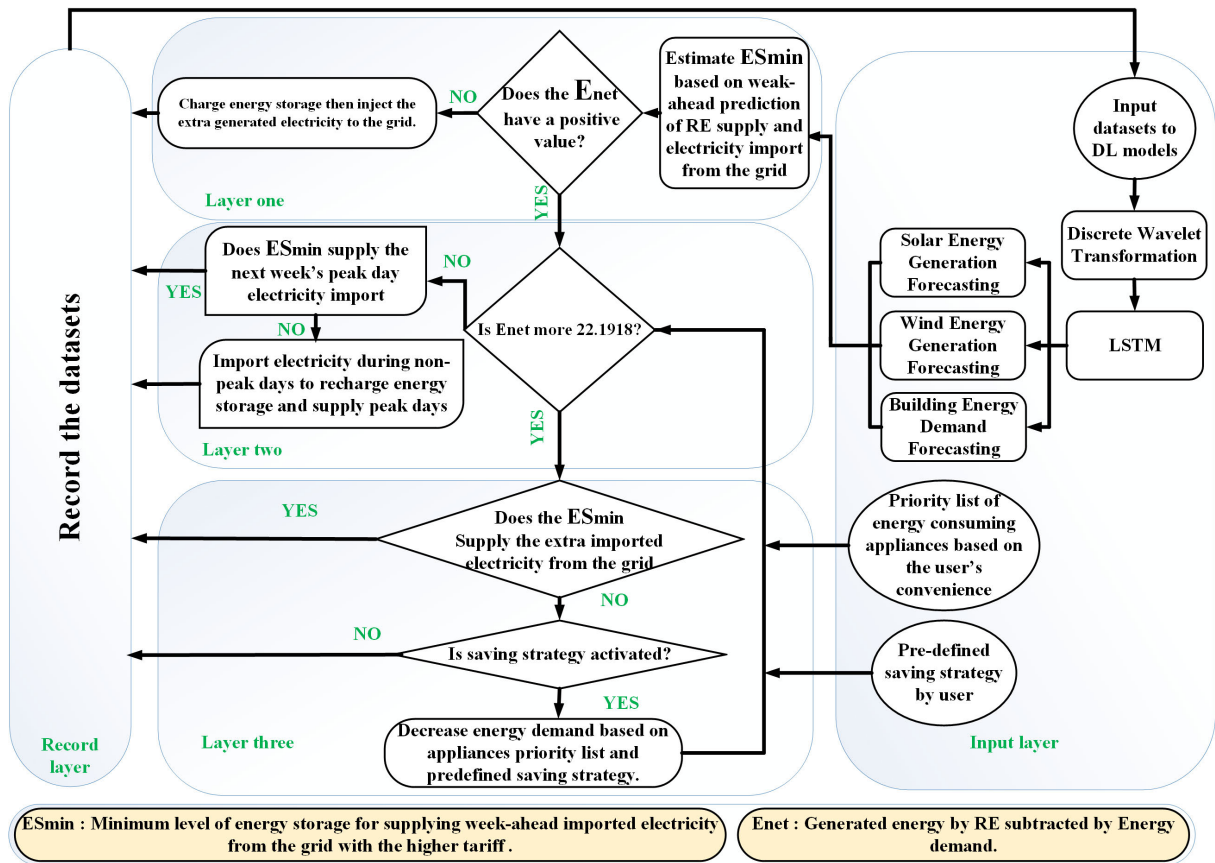 Record the datasets
Record
layer
Charge energy storage then inject the
extra generated electricity to the grid.
NO
Does the Enet
have a positive
value?
Estimate ESmin
based on weak-
ahead prediction
of RE supply and
electricity import
from the grid
YES
Layer one
Does ESmin supply the
next week's peak day
electricity import
NO
YES
NO
Is Enet more 22.1918?
Import electricity during non-
peak days to recharge energy
storage and supply peak days
YES
Layer two
YES
Does the ESmin
Supply the extra imported
electricity from the grid
NO
NO
Is saving strategy activated?
YES
Decrease energy demand based on
appliances priority list and
predefined saving strategy.
Layer three
Input
datasets to
DL models
Discrete Wavelet
Transformation
LSTM
Solar Energy
Generation
Forecasting
Wind Energy
Generation
Forecasting
Building Energy
Demand
Forecasting
Priority list of
energy consuming
appliances based on
the user's
convenience
Pre-defined
saving strategy
by user
Input layer
ESmin : Minimum level of energy storage for supplying week-ahead imported electricity
from the grid with the higher tariff .
Enet : Generated energy by RE subtracted by Energy
demand.